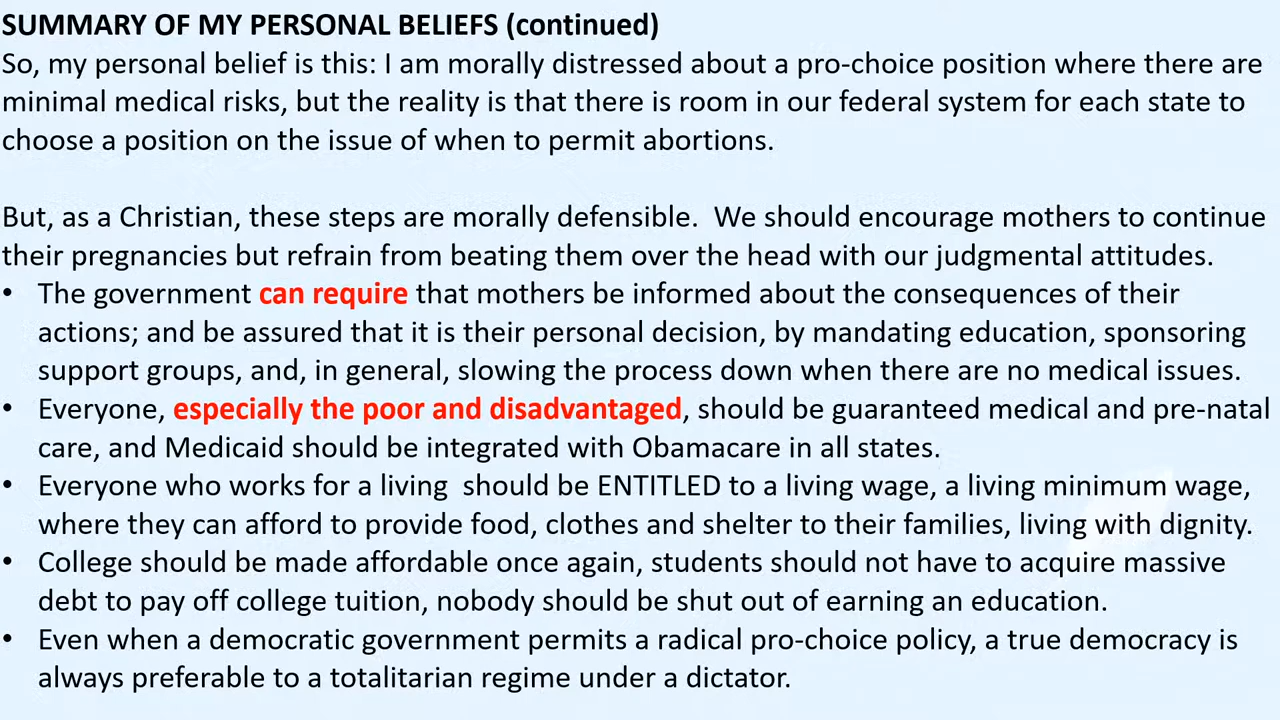 SUMMARY OF MY PERSONAL BELIEFS (continued)
So, my personal belief is this: I am morally distressed about a pro-choice position where there are
minimal medical risks, but the reality is that there is room in our federal system for each state to
choose a position on the issue of when to permit abortions.
But, as a Christian, these steps are morally defensible.  We should encourage mothers to continue
their pregnancies but refrain from beating them over the head with our judgmental attitudes.
• The government can require that mothers be informed about the consequences of their
actions; and be assured that it is their personal decision, by mandating education, sponsoring
support groups, and, in general, slowing the process down when there are no medical issues.
• Everyone, especially the poor and disadvantaged, should be guaranteed medical and pre-natal
care, and Medicaid should be integrated with Obamacare in all states.
• Everyone who works for a living  should be ENTITLED to a living wage, a living minimum wage,
where they can afford to provide food, clothes and shelter to their families, living with dignity.
• College should be made affordable once again, students should not have to acquire massive
debt to pay off college tuition, nobody should be shut out of earning an education.
• Even when a democratic government permits a radical pro-choice policy, a true democracy is
always preferable to a totalitarian regime under a dictator.